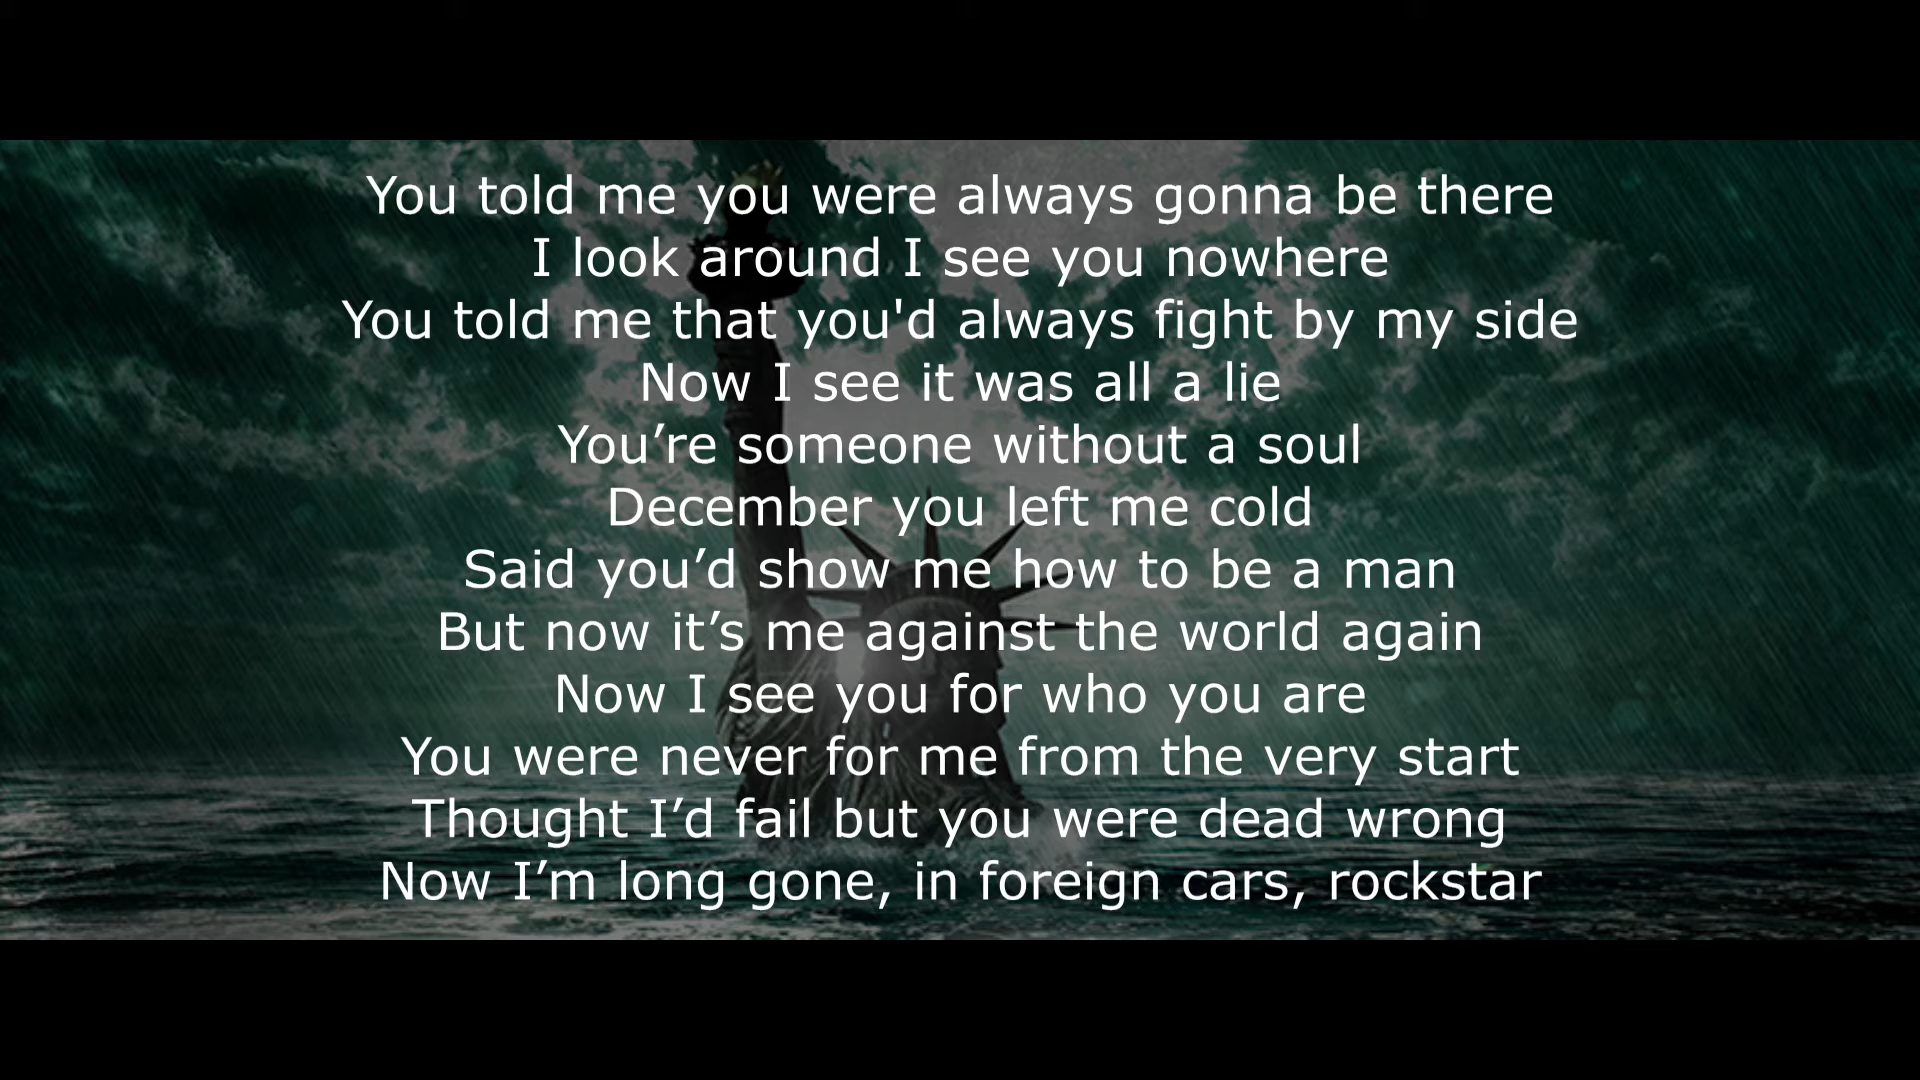 You told me you were always gonna be there
I look around I see you nowhere
You told me that you'd always fight by my side
Now I see it was all a lie
You’re someone without a soul
December you left me cold
Said you’d show me how to be a man
But now it’s me against the world again
Now I see you for who you are
You were never for me from the very start
Thought I’d fail but you were dead wrong
Now I’m long gone, in foreign cars, rockstar